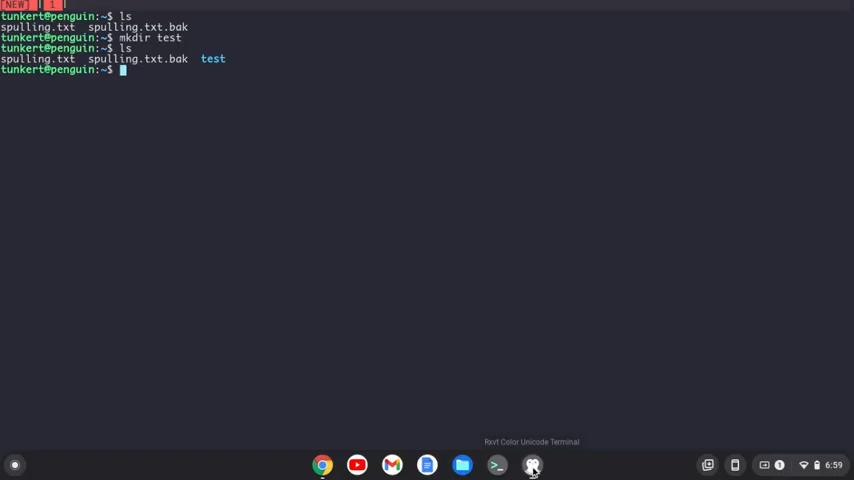 [NEW] | 1 |
tunkert@penguin:~$ ls
spulling.txt  spulling.txt.bak
tunkert@penguin:~$ mkdir test
tunkert@penguin:~$ ls
spulling.txt  spulling.txt.bak  test
tunkert@penguin:~$
Rxvt Color Unicode Terminal
>_
1 6:59